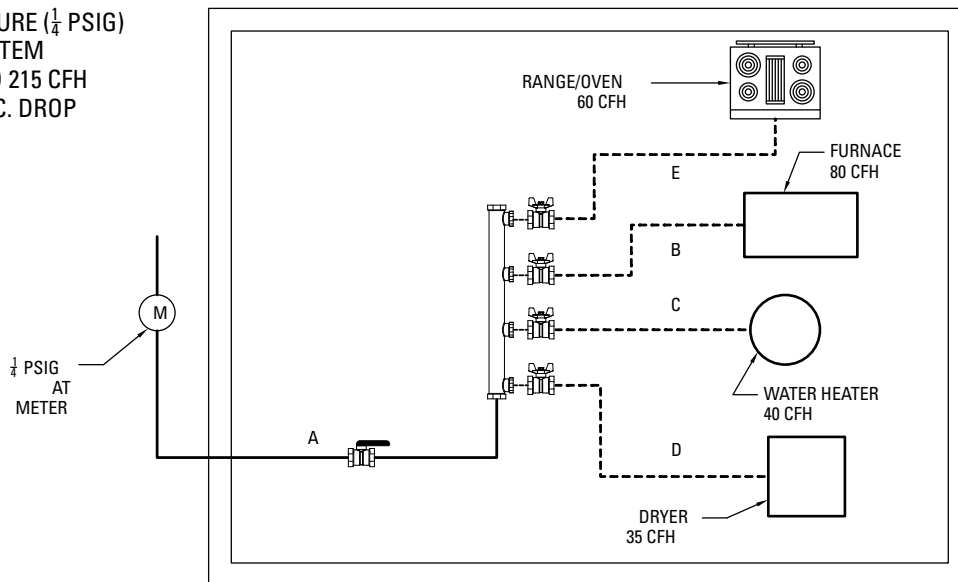 URE (1/4 PSIG)
TEM
215 CFH
C. DROP
RANGE/OVEN
60 CFH
FURNACE
80 CFH
E
B
C
M
1/4 PSIG
AT
METER
WATER HEATER
40 CFH
A
D
DRYER
35 CFH